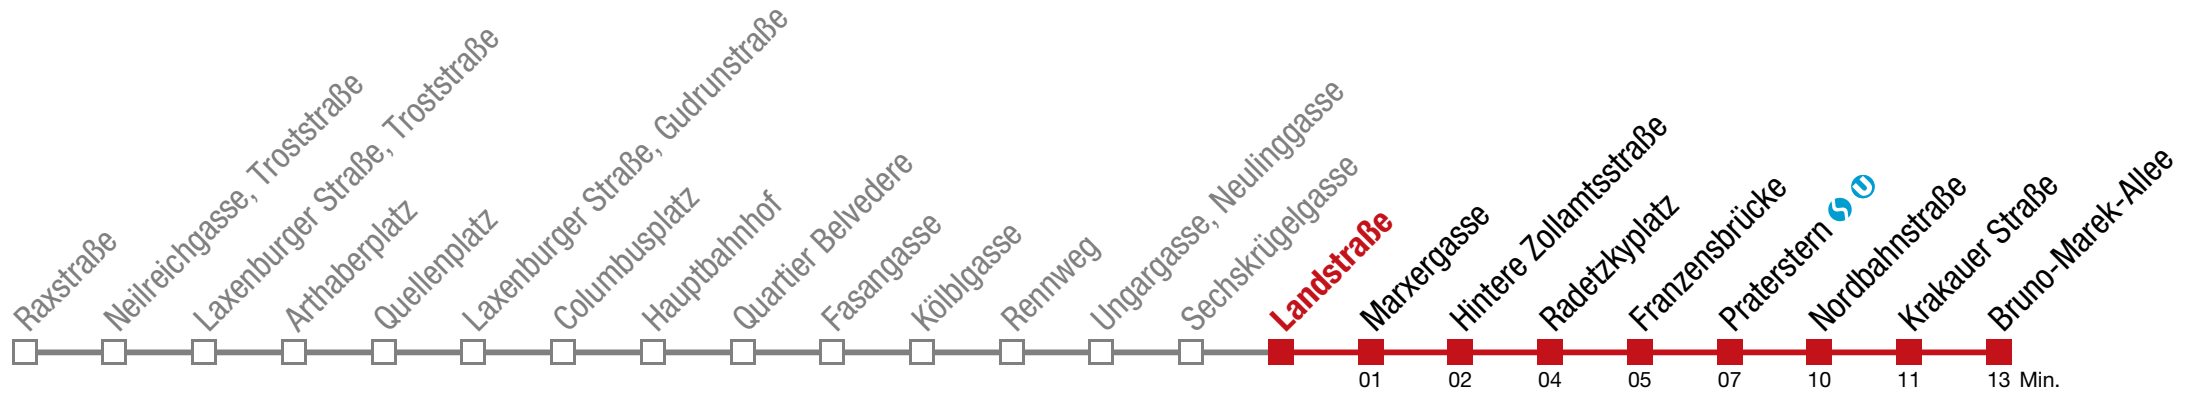 Raxstraße
Neilreichgasse, Troststraße
Laxenburger Straße, Troststraße
Arthaberplatz
Quellenplatz
Laxenburger Straße, Gudrunstraße
Columbusplatz
Hauptbahnhof
Quartier Belvedere
Fasangasse
Kölblgasse
Rennweg
Ungargasse, Neulinggasse
Sechskrügelgasse
Landstraße
Marxergasse
Hintere Zollamtsstraße
Radetzkyplatz
Franzensbrücke
Praterstern S U
Nordbahnstraße
Krakauer Straße
Bruno-Marek-Allee
01 02 04 05 07 10 11 13 Min.